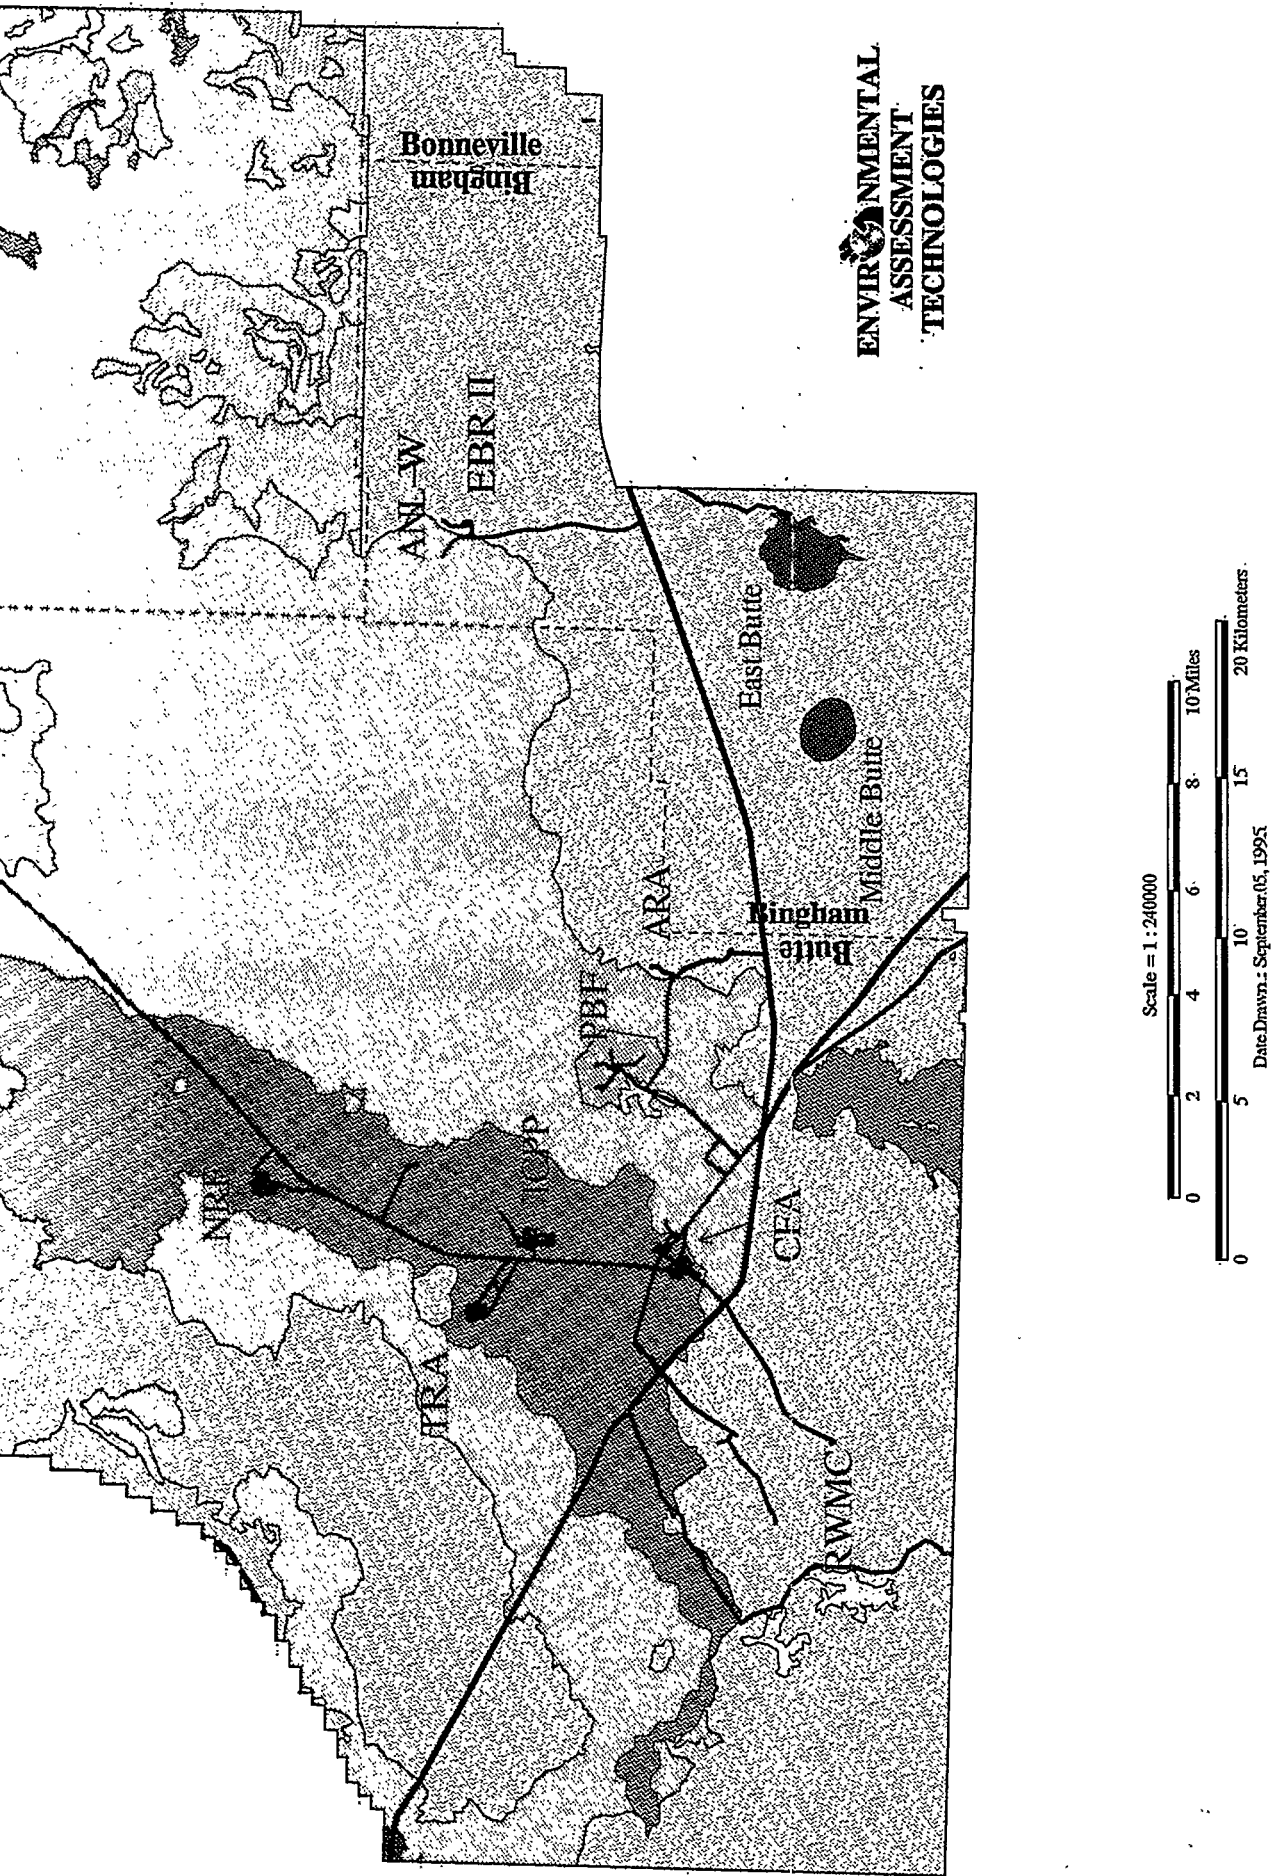 Bonneville
Bingham
ENVIRONMENTAL
ASSESSMENT
TECHNOLOGIES
ANL-W
EBR II
East Butte
Middle Butte
ARA
Bingham
Butte
PBF
ICPP
NRF
CFA
TRA
RWMC
Scale = 1 : 240000
0 2 4 6 8 10 Miles
0 5 10 15 20 Kilometers
Date Drawn: September 05, 1995